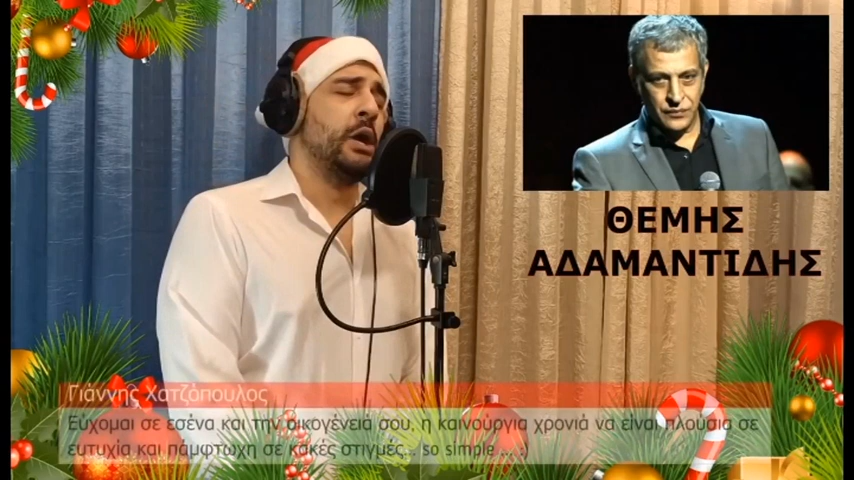 ΘΕΜΗΣ
ΑΔΑΜΑΝΤΙΔΗΣ
Γιάννης Χατζόπουλος
Εύχομαι σε εσένα και την οικογένειά σου, η καινούργια χρονιά να είναι πλούσια σε
ευτυχία και πάμφτωχη σε κακές στιγμές... so simple ... :)